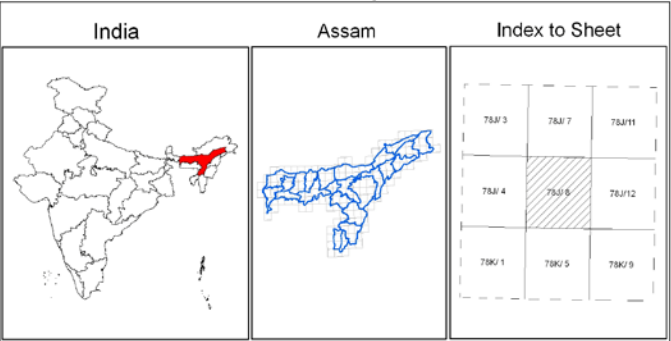 India
Assam
Index to Sheet
78J/ 3
78J/ 7
78J/11
78J/ 4
78J/ 8
78J/12
78K/ 1
78K/ 5
78K/ 9